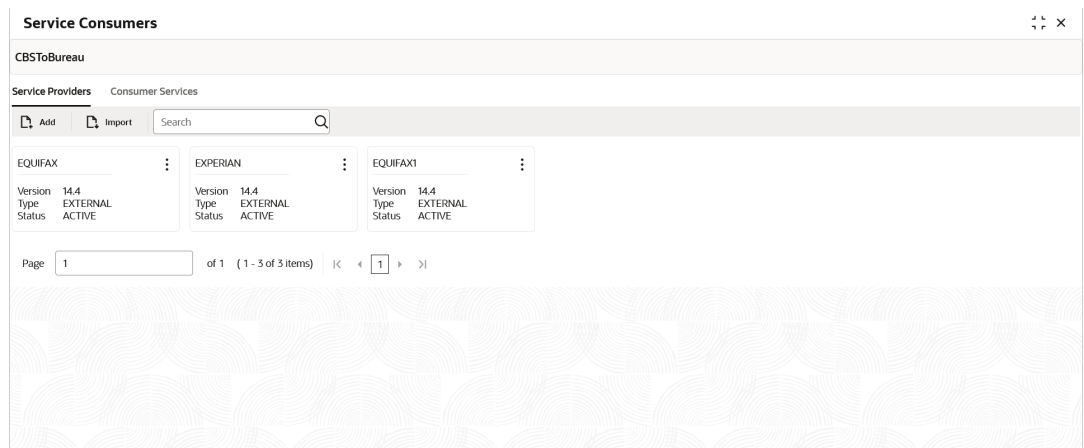 Service Consumers
CBSToBureau
Service Providers Consumer Services
Add Import Search
EQUIFAX EXPERIAN EQUIFAX1
Version 14.4 Version 14.4 Version 14.4
Type EXTERNAL Type EXTERNAL Type EXTERNAL
Status ACTIVE Status ACTIVE Status ACTIVE
Page 1 of 1 ( 1 - 3 of 3 items) 1